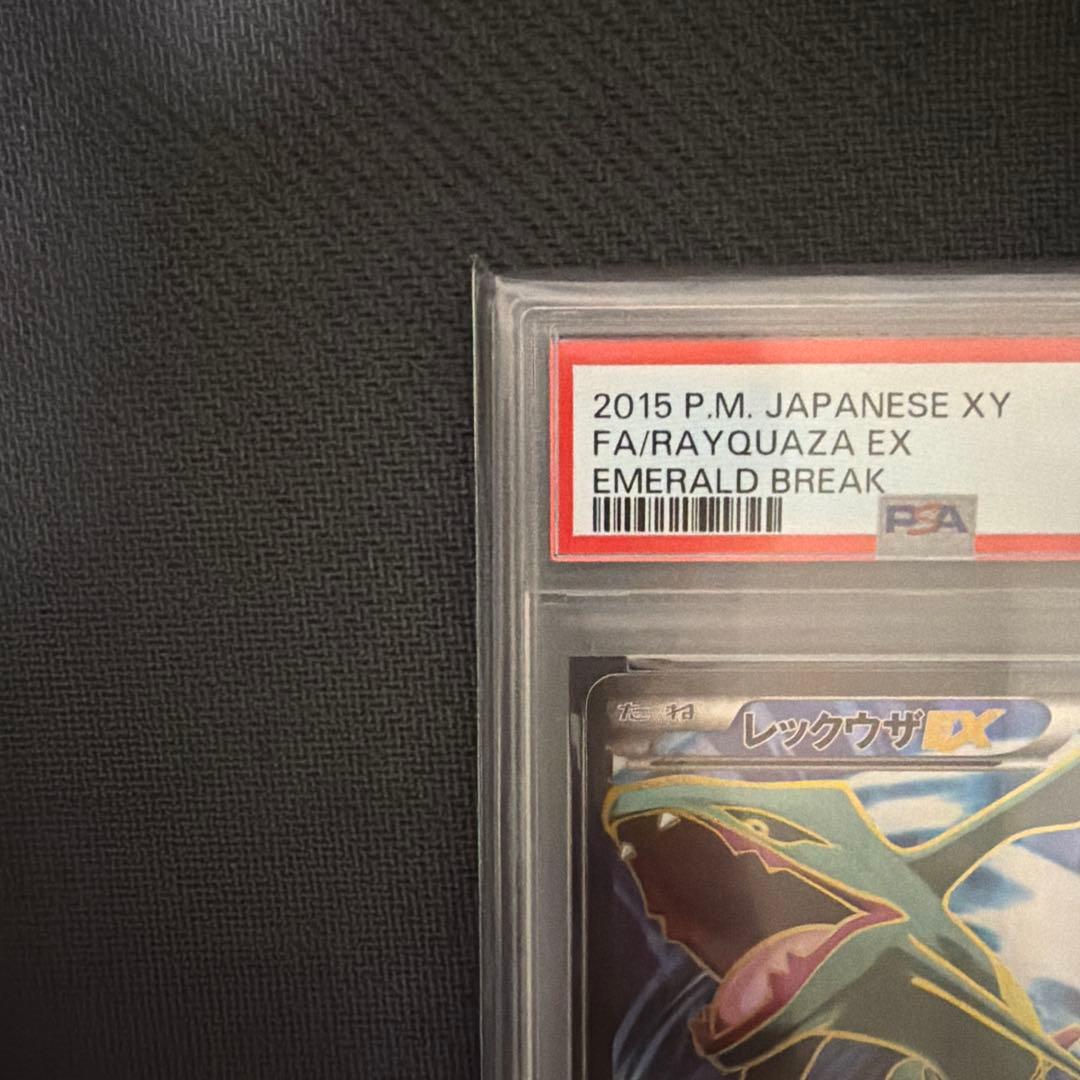 2015 P.M. JAPANESE XY
FA/RAYQUAZA EX
EMERALD BREAK
PSA
たね
レックウザEX